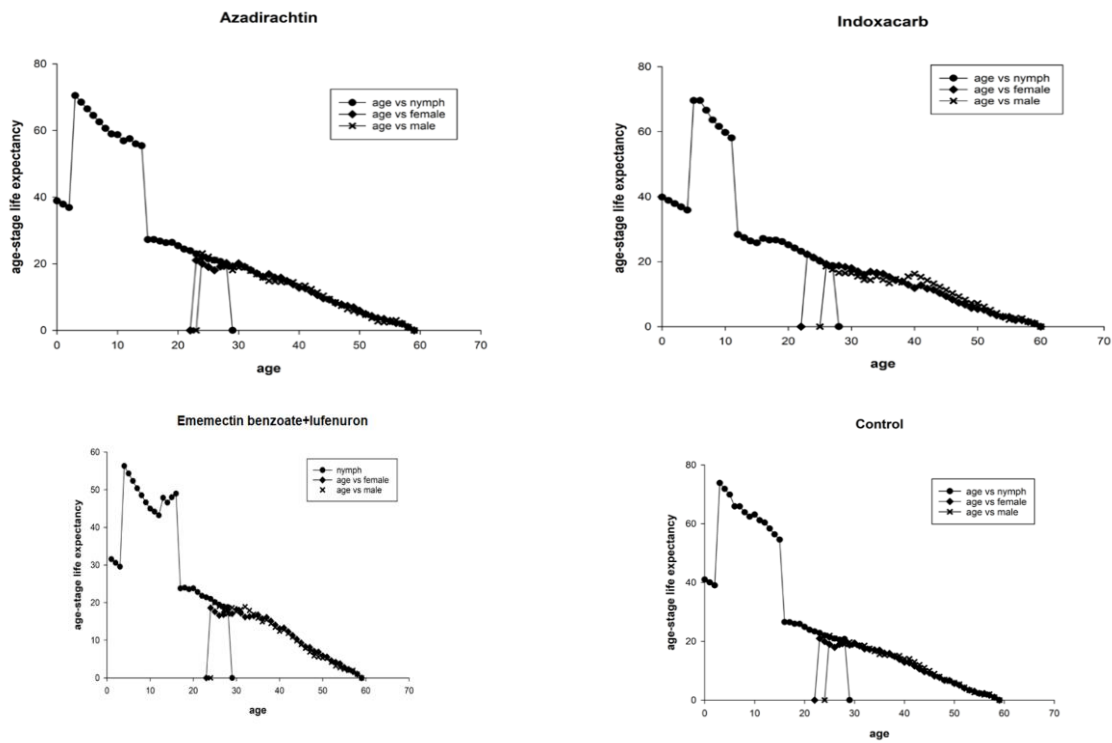 Azadirachtin
80
60
40
20
0
age-stage life expectancy
age vs nymph
age vs female
age vs male
0 10 20 30 40 50 60 70
age
Indoxacarb
80
60
40
20
0
age-stage life expectancy
age vs nymph
age vs female
age vs male
0 10 20 30 40 50 60 70
age
Ememectin benzoate+lufenuron
60
50
40
30
20
10
0
age-stage life expectancy
nymph
age vs female
age vs male
0 10 20 30 40 50 60 70
age
Control
80
60
40
20
0
age-stage life expectancy
age vs nymph
age vs female
age vs male
0 10 20 30 40 50 60 70
age